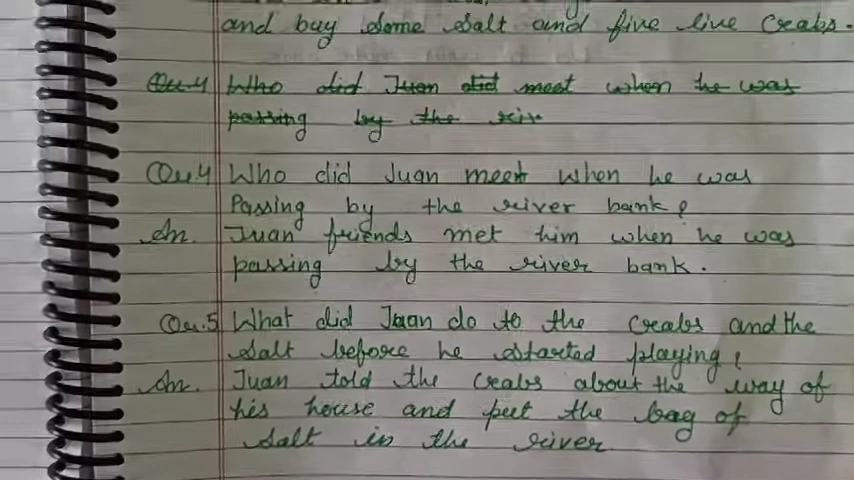 and buy some salt and five live crabs.
Qu.4 Who did Juan did meet when he was
passing by the riv
Qu.4 Who did Juan meet when he was
Passing by the river bank?
An. Juan friends met him when he was
passing by the river bank.
Qu.5 What did Juan do to the crabs and the
salt before he started playing?
An. Juan told the crabs about the way of
his house and put the bag of
salt in the river